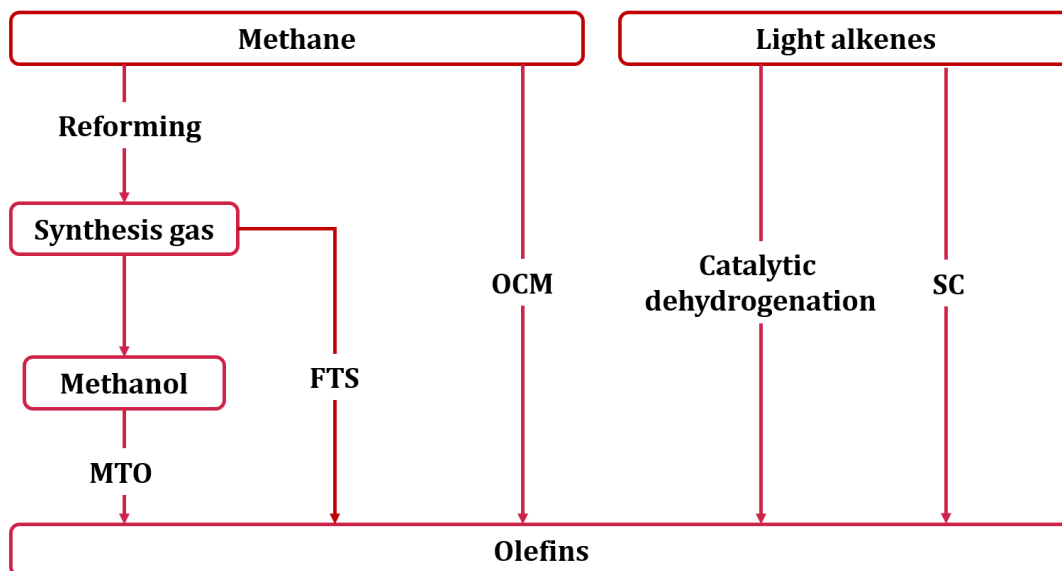 Methane
Light alkenes
Reforming
Synthesis gas
OCM
Catalytic
dehydrogenation
SC
Methanol
FTS
MTO
Olefins